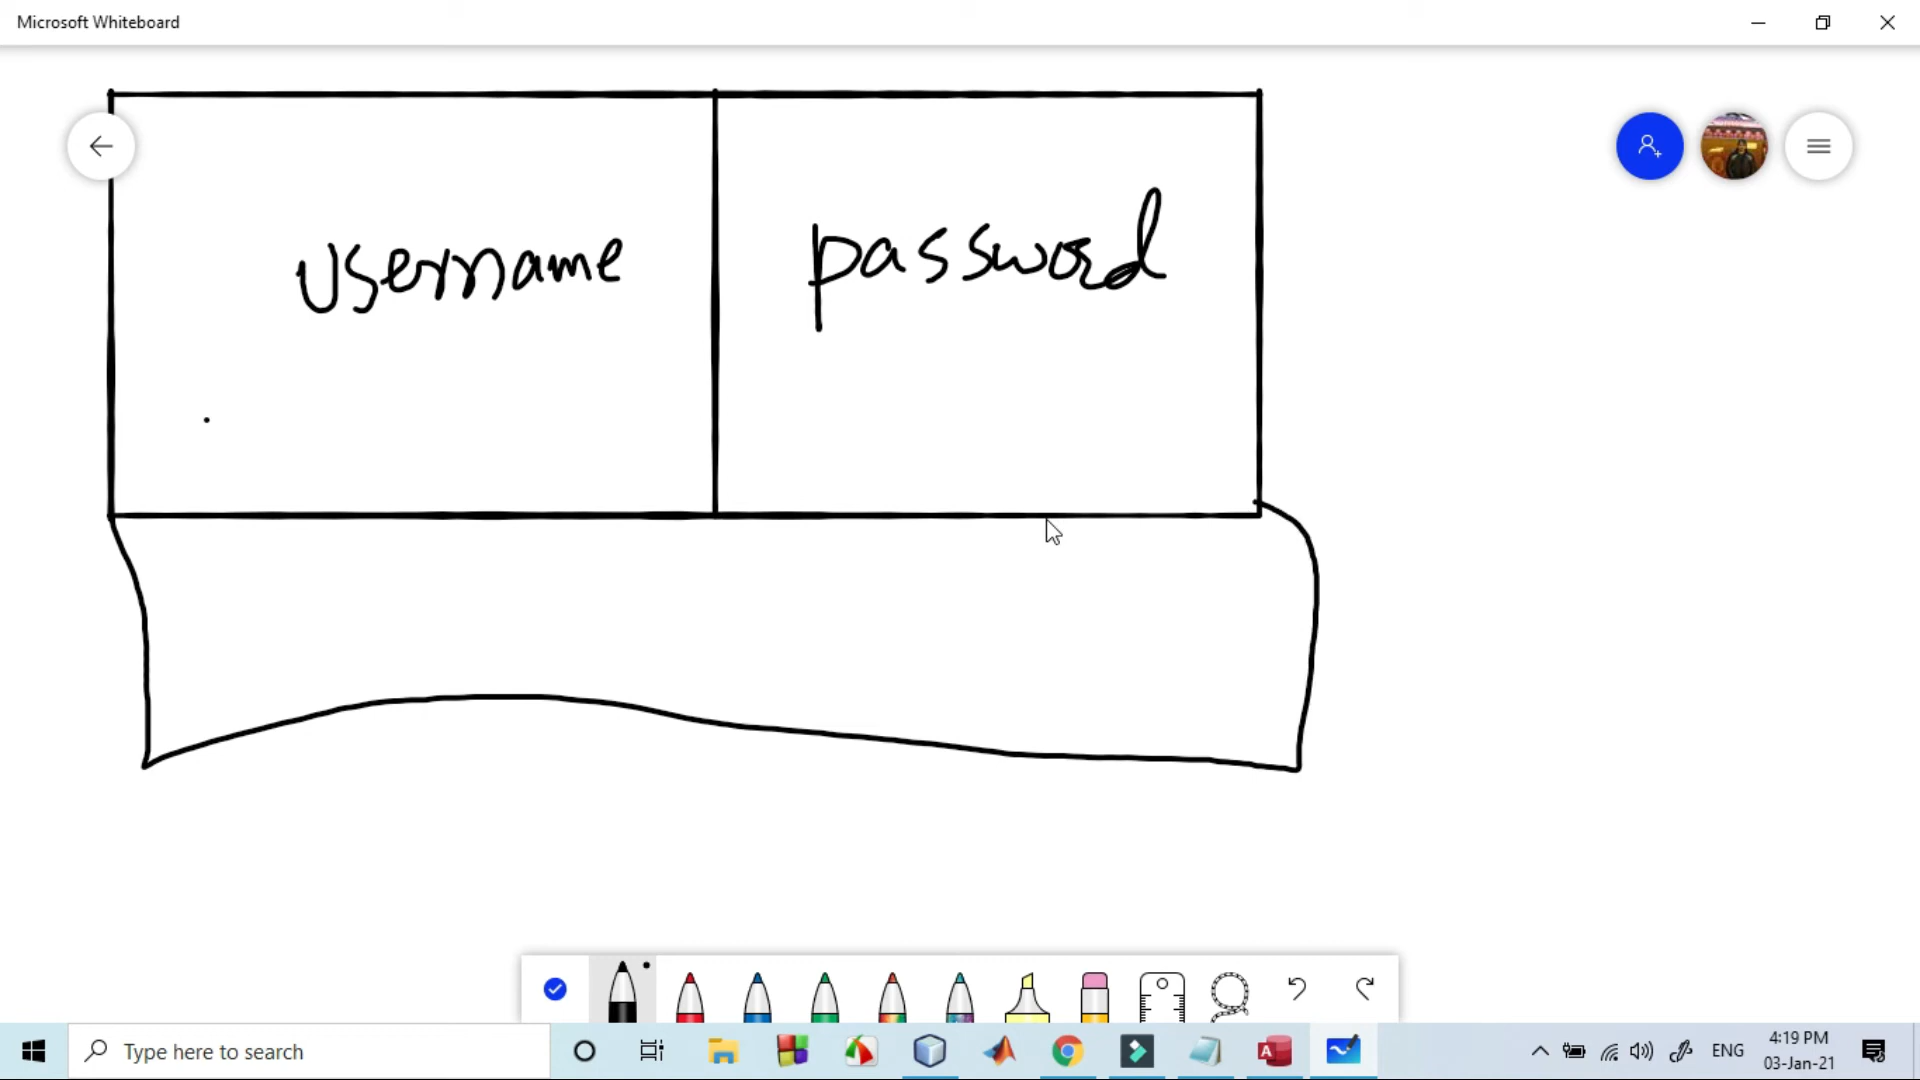 Microsoft Whiteboard
username password
Type here to search
ENG
4:19 PM
03-Jan-21